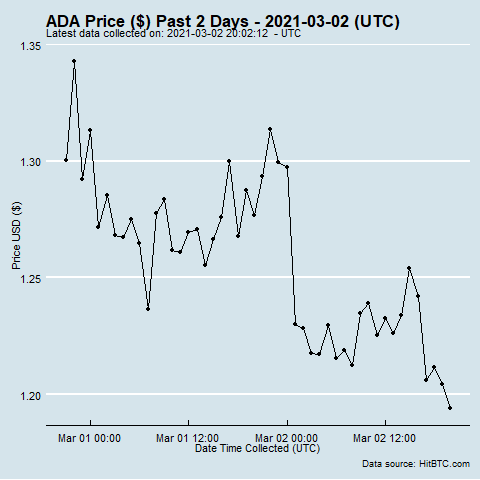 ADA Price ($) Past 2 Days - 2021-03-02 (UTC)
Latest data collected on: 2021-03-02 20:02:12  - UTC
1.35
1.30
1.25
1.20
Price USD ($)
Mar 01 00:00 Mar 01 12:00 Mar 02 00:00 Mar 02 12:00
Date Time Collected (UTC)
Data source: HitBTC.com